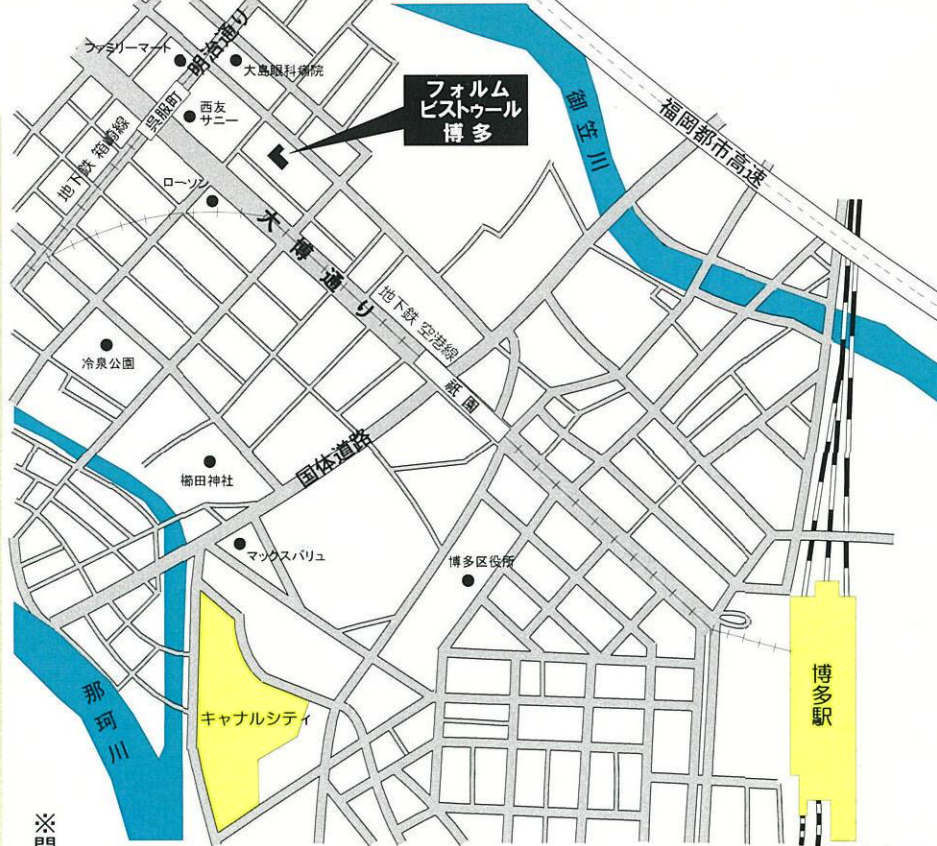 ファミリーマート
明治通り
大島眼科病院
呉服町
西友
サニー
地下鉄 箱崎線
フォルム
ビストゥール
博多
御笠川
福岡都市高速
ローソン
大博通り
地下鉄 空港線
祇園
冷泉公園
櫛田神社
国体道路
マックスバリュ
博多区役所
那珂川
キャナルシティ
博多駅
※